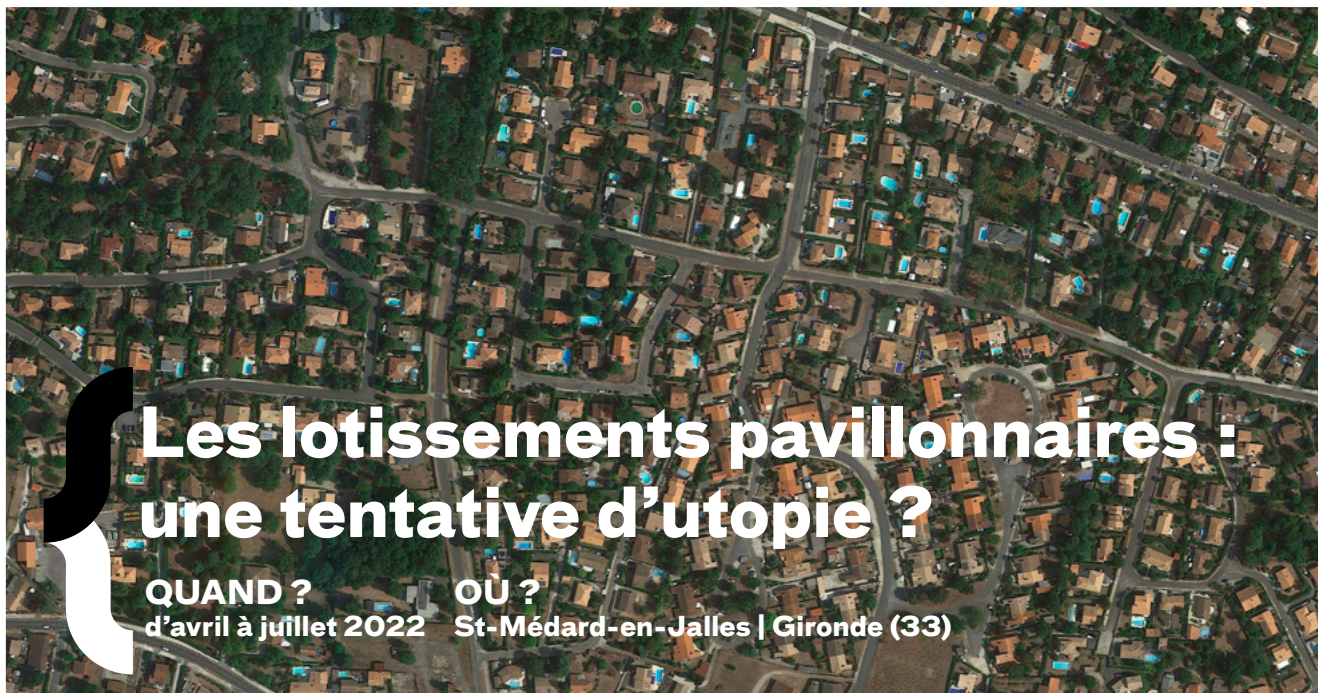 Les lotissements pavillonnaires :
une tentative d’utopie ?
QUAND ?
d’avril à juillet 2022
OÙ ?
St-Médard-en-Jalles | Gironde (33)